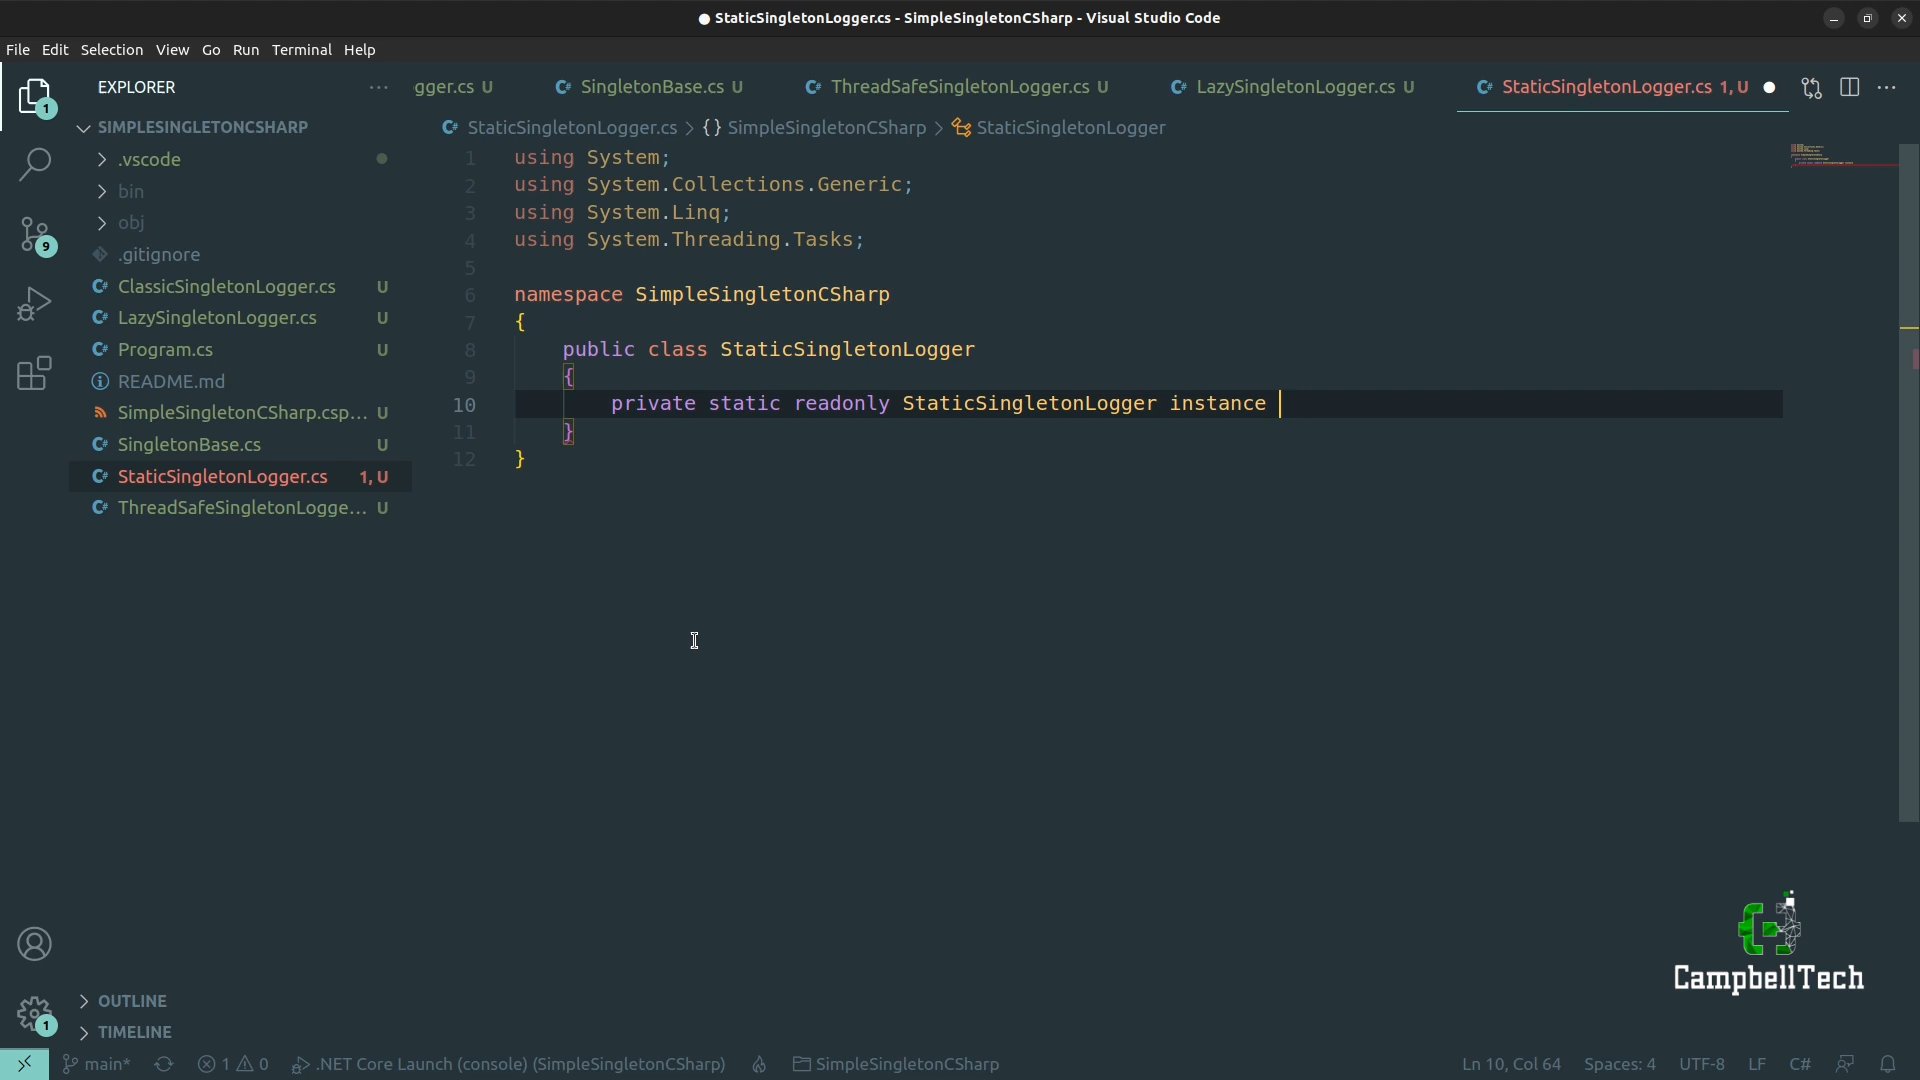 StaticSingletonLogger.cs - SimpleSingletonCSharp - Visual Studio Code
File Edit Selection View Go Run Terminal Help
EXPLORER
gger.cs U
SingletonBase.cs U
ThreadSafeSingletonLogger.cs U
LazySingletonLogger.cs U
StaticSingletonLogger.cs 1, U
SIMPLESINGLETONCSHARP
.vscode
bin
obj
.gitignore
ClassicSingletonLogger.cs U
LazySingletonLogger.cs U
Program.cs U
README.md
SimpleSingletonCSharp.csp...
U
SingletonBase.cs U
StaticSingletonLogger.cs 1, U
ThreadSafeSingletonLogge... U
OUTLINE
TIMELINE
1
9
1
StaticSingletonLogger.cs > {} SimpleSingletonCSharp > StaticSingletonLogger
1 using System;
2 using System.Collections.Generic;
3 using System.Linq;
4 using System.Threading.Tasks;
5
6 namespace SimpleSingletonCSharp
7 {
8 public class StaticSingletonLogger
9 {
10 private static readonly StaticSingletonLogger instance
11 }
12 }
CampbellTech
main* 1 0 .NET Core Launch (console) (SimpleSingletonCSharp) SimpleSingletonCSharp
Ln 10, Col 64 Spaces: 4 UTF-8 LF C#